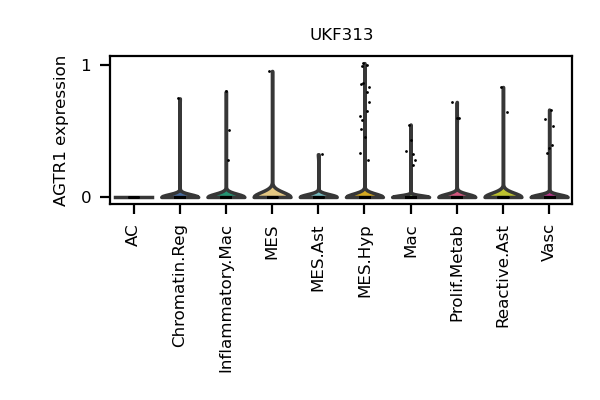 UKF313
AGTR1 expression
1
0
AC
Chromatin.Reg
Inflammatory.Mac
MES
MES.Ast
MES.Hyp
Mac
Prolif.Metab
Reactive.Ast
Vasc